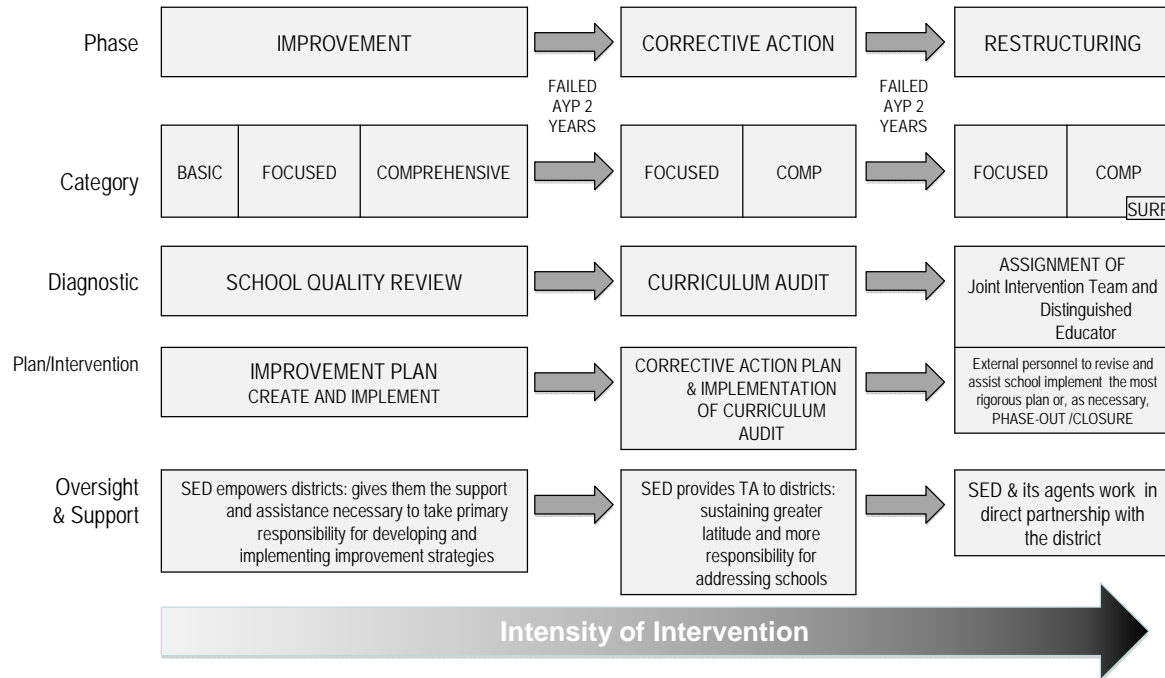 Phase
IMPROVEMENT
CORRECTIVE ACTION
RESTRUCTURING
FAILED
AYP 2
YEARS
FAILED
AYP 2
YEARS
Category
BASIC
FOCUSED
COMPREHENSIVE
FOCUSED
COMP
FOCUSED
COMP
SURR
Diagnostic
SCHOOL QUALITY REVIEW
CURRICULUM AUDIT
ASSIGNMENT OF
Joint Intervention Team and
Distinguished
Educator
Plan/Intervention
IMPROVEMENT PLAN
CREATE AND IMPLEMENT
CORRECTIVE ACTION PLAN
& IMPLEMENTATION
OF CURRICULUM
AUDIT
External personnel to revise and
assist school implement the most
rigorous plan or, as necessary,
PHASE-OUT /CLOSURE
Oversight
& Support
SED empowers districts: gives them the support
and assistance necessary to take primary
responsibility for developing and
implementing improvement strategies
SED provides TA to districts:
sustaining greater
latitude and more
responsibility for
addressing schools
SED & its agents work in
direct partnership with
the district
Intensity of Intervention